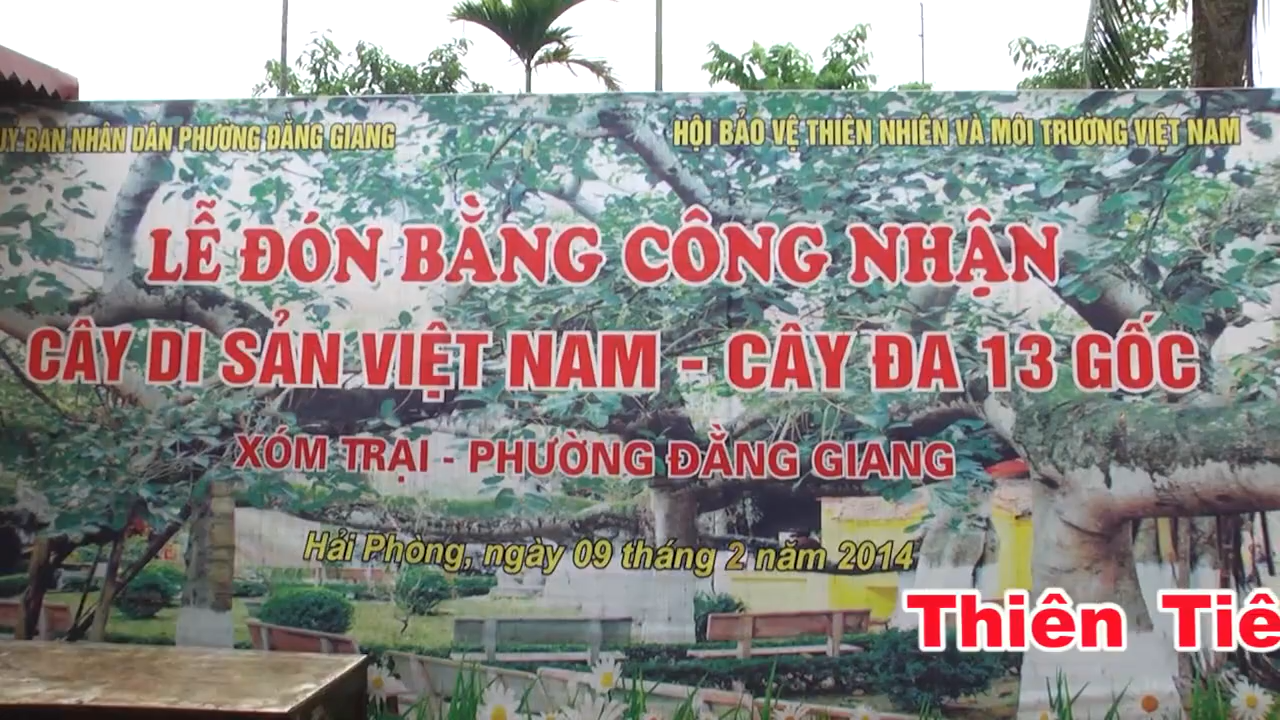 UỶ BAN NHÂN DÂN PHƯỜNG ĐẰNG GIANG
HỘI BẢO VỆ THIÊN NHIÊN VÀ MÔI TRƯỜNG VIỆT NAM
LỄ ĐÓN BẰNG CÔNG NHẬN
CÂY DI SẢN VIỆT NAM - CÂY ĐA 13 GỐC
XÓM TRẠI - PHƯỜNG ĐẰNG GIANG
Hải Phòng, ngày 09 tháng 2 năm 2014
Thiên Tiê